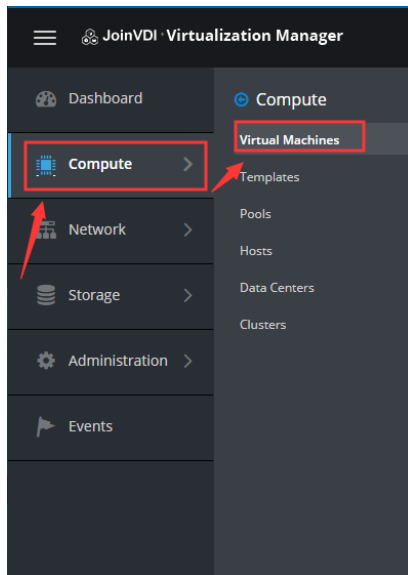 JoinVDI Virtualization Manager
Dashboard
Compute
Network
Storage
Administration
Events
Compute
Virtual Machines
Templates
Pools
Hosts
Data Centers
Clusters